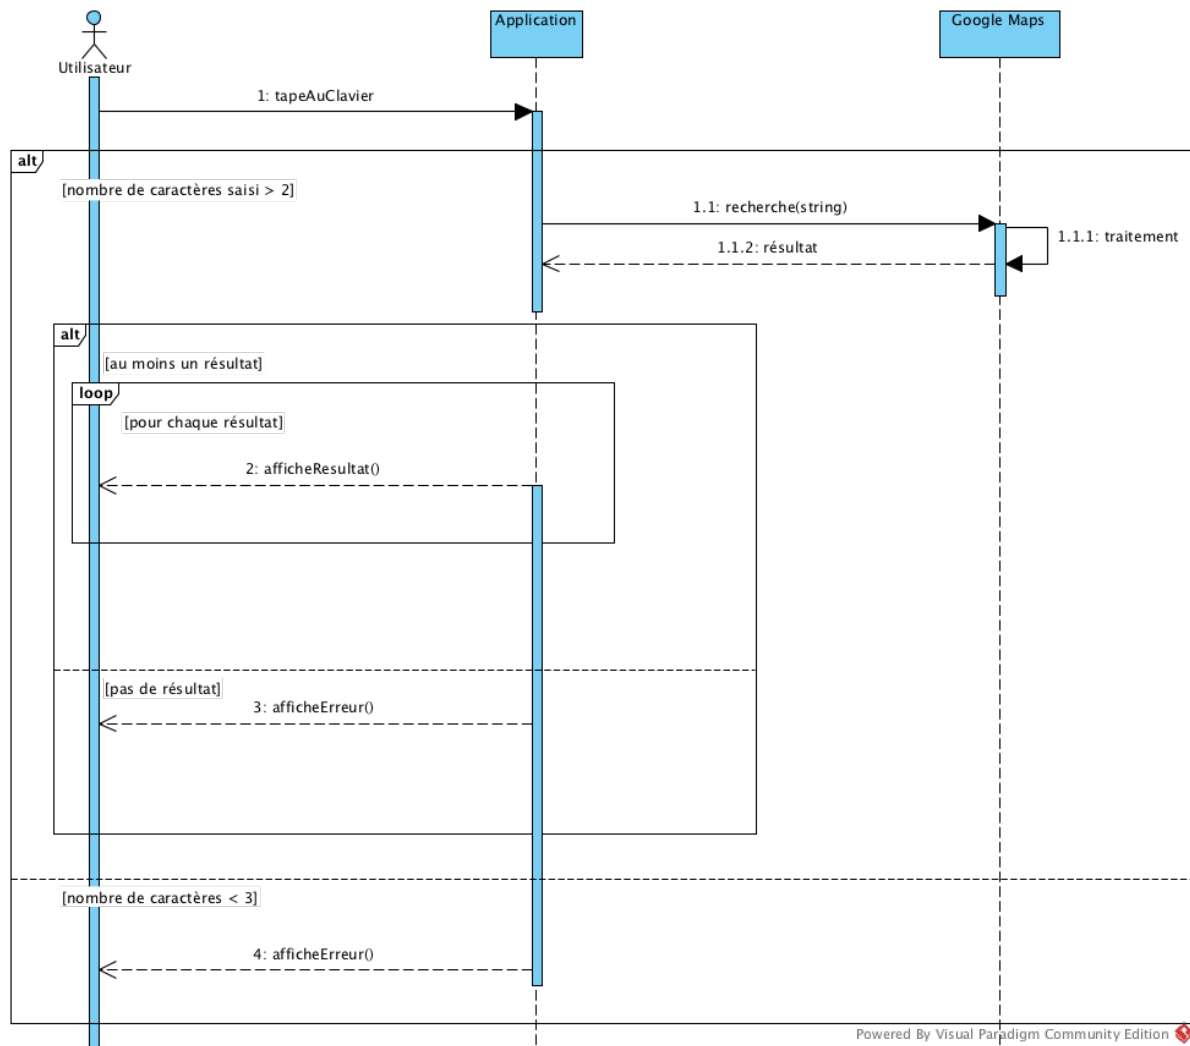 Application
Google Maps
Utilisateur
1: tapeAuClavier
alt
[nombre de caractères saisi > 2]
1.1: recherche(string)
1.1.1: traitement
1.1.2: résultat
alt
[au moins un résultat]
loop
[pour chaque résultat]
2: afficheResultat()
[pas de résultat]
3: afficheErreur()
[nombre de caractères < 3]
4: afficheErreur()
Powered By Visual Paradigm Community Edition